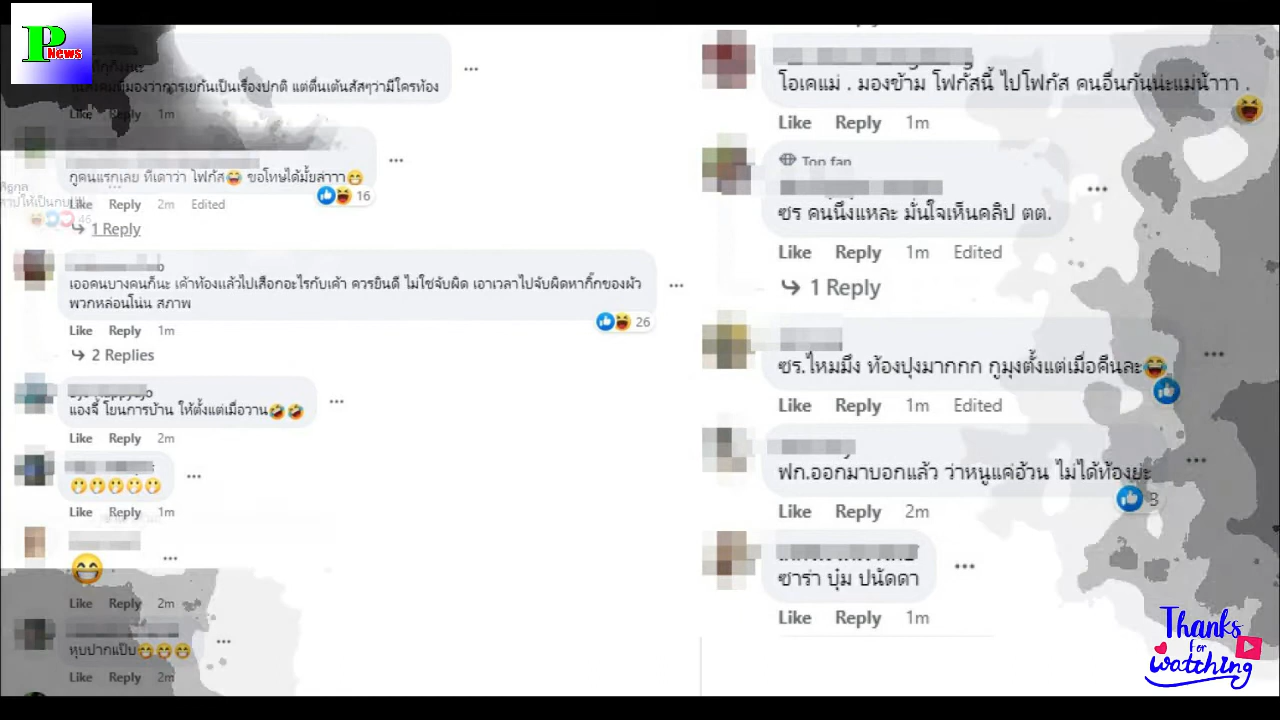 P
News
มองว่าการเยกันเป็นเรื่องปกติ แต่ตื่นเต้นสัสๆว่ามีใครท้อง
Like Reply 1m
กูคนแรกเลย ที่เดาว่า โฟกัส😂 ขอโทษได้มั้ยล่าาา😁
16
Like Reply 2m Edited
46
1 Reply
เออคนบางคนก็นะ เค้าท้องแล้วไปเสือกอะไรกับเค้า ควรยินดี ไม่ใช่จับผิด เอาเวลาไปจับผิดหากิ๊กของผัว
พวกหล่อนโน่น สภาพ
26
Like Reply 1m
2 Replies
แองจี้ โยนการบ้าน ให้ตั้งแต่เมื่อวาน🤣🤣
Like Reply 2m
🤭🤭🤭🤭🤭
Like Reply 1m
😁
Like Reply 2m
หุบปากแป๊บ😁😁😁
Like Reply 2m
โอเคแม่ . มองข้าม โฟกัสนี้ ไปโฟกัส คนอื่นกันน่ะแม่น้าาา .
Like Reply 1m
Top fan
ซร คนนึงแหละ มั่นใจเห็นคลิป ตต.
Like Reply 1m Edited
1 Reply
ซร.ไหมมึง ท้องปุงมากกก กูมุงตั้งแต่เมื่อคืนละ😂
Like Reply 1m Edited
ฟก.ออกมาบอกแล้ว ว่าหนูแค่อ้วน ไม่ได้ท้องยะ
3
Like Reply 2m
ซาร่า บุ๋ม ปนัดดา
Like Reply 1m
Thanks
for
watching